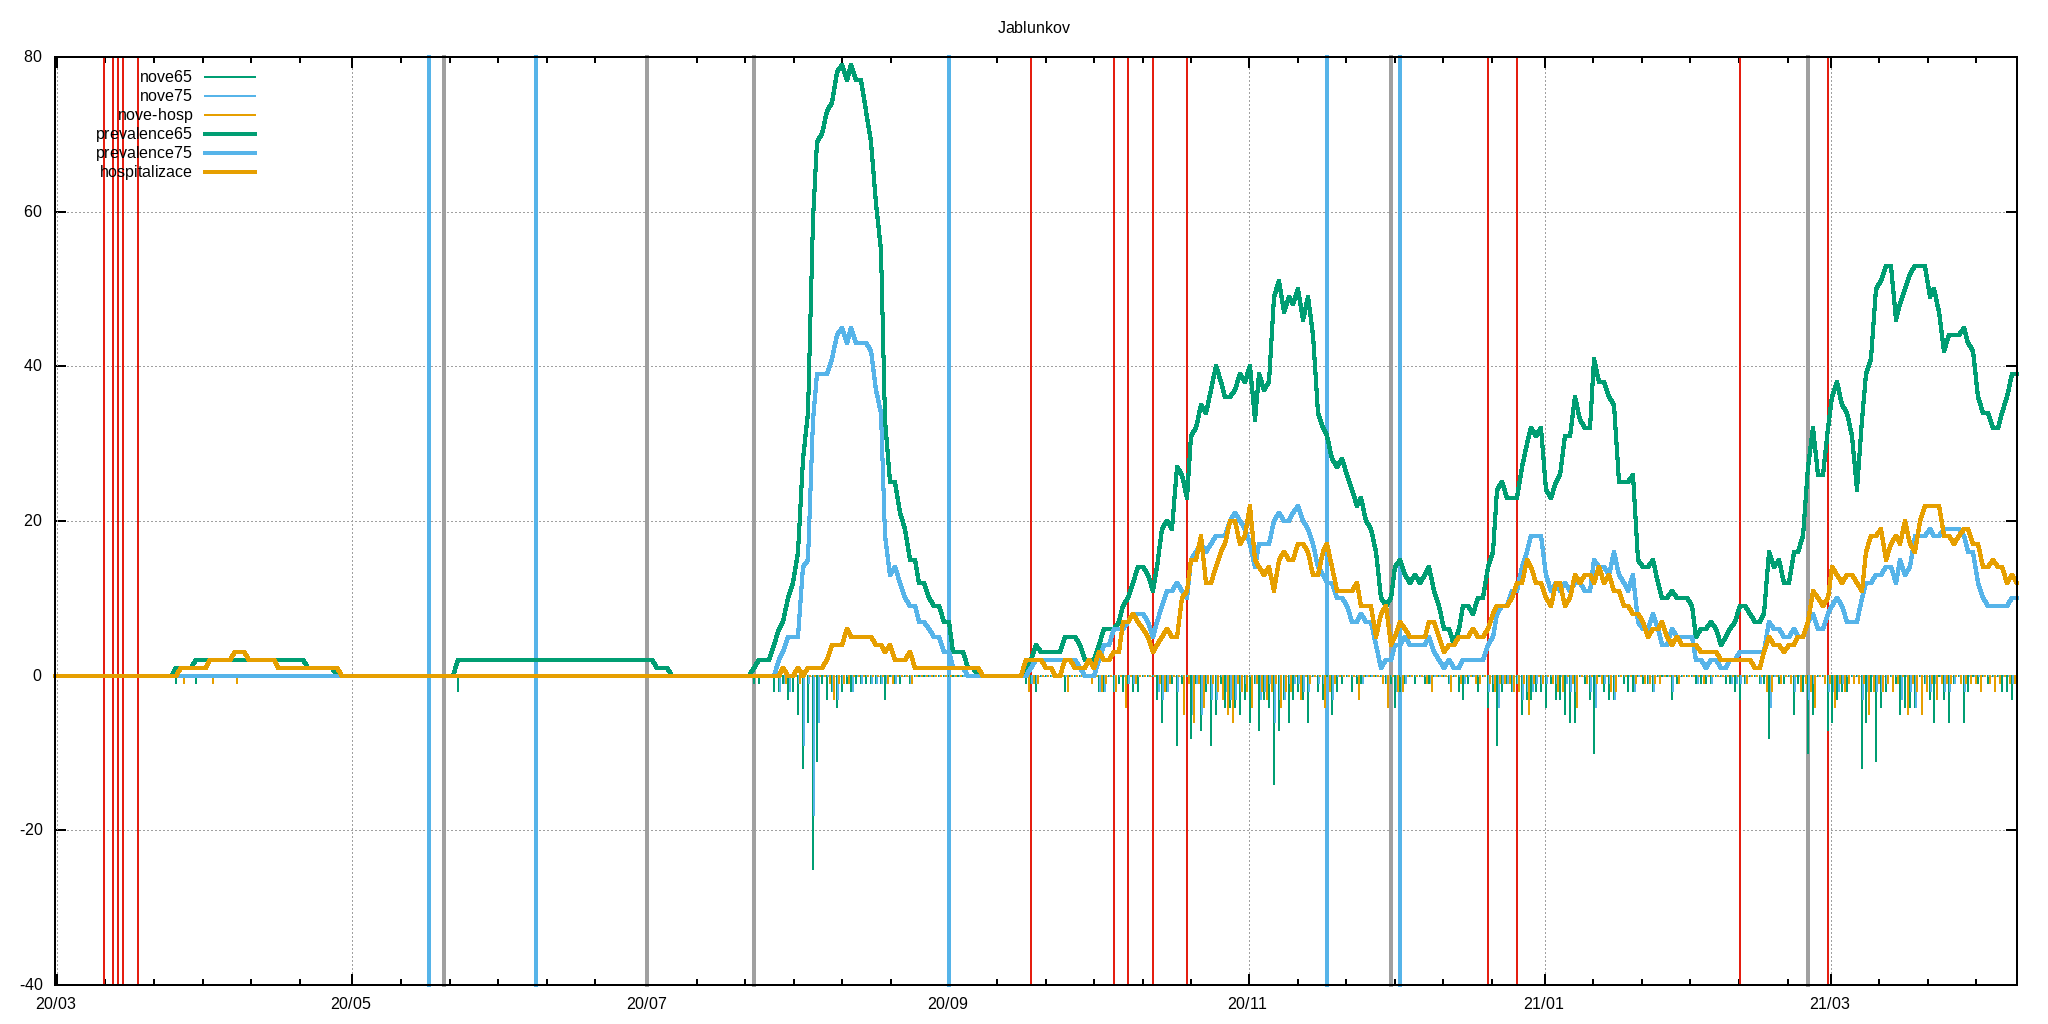 Jablunkov
80
60
40
20
0
-20
-40
nove65
nove75
nove-hosp
prevalence65
prevalence75
hospitalizace
20/03 20/05 20/07 20/09 20/11 21/01 21/03